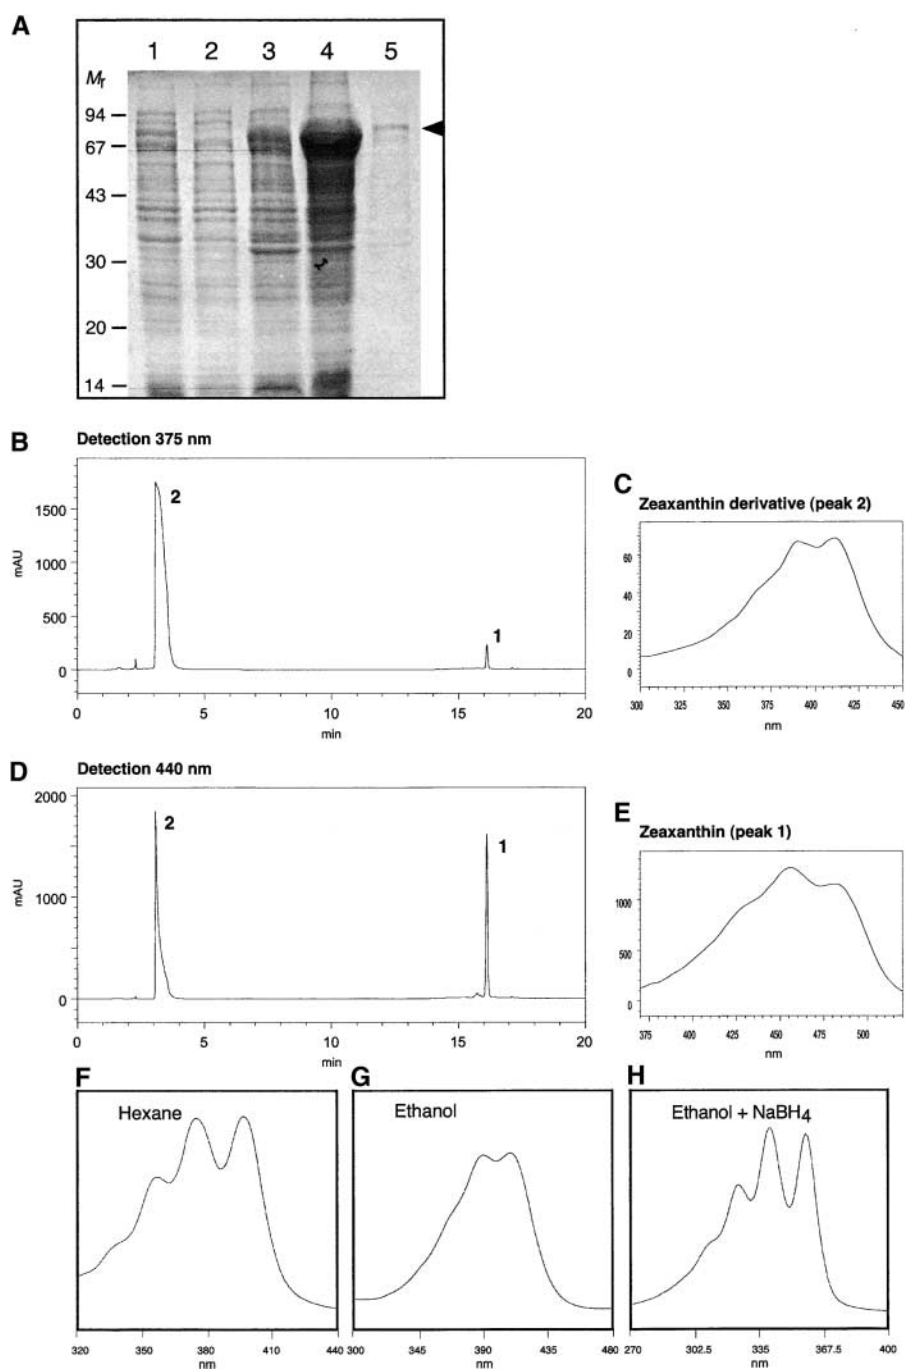 A
1 2 3 4 5
Mr
94
67
43
30
20
14
B Detection 375 nm
2
1
1500
1000
500
0
mAU
0 5 10 15 20
min
C
Zeaxanthin derivative (peak 2)
60
40
20
0
300 325 350 375 400 425 450
nm
D Detection 440 nm
2
1
2000
1000
0
mAU
0 5 10 15 20
min
E
Zeaxanthin (peak 1)
1000
500
0
375 400 425 450 475 500
nm
F
Hexane
320 350 380 410 440
nm
G
Ethanol
300 345 390 435 480
nm
H
Ethanol + NaBH4
270 302.5 335 367.5 400
nm